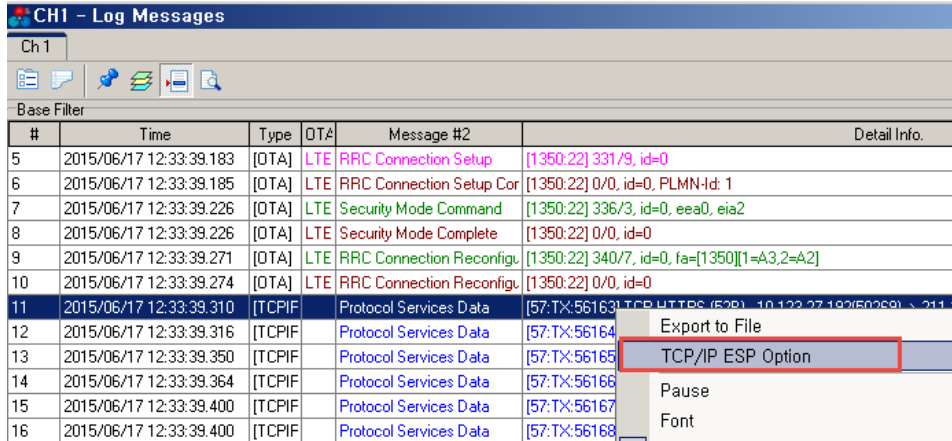 CH1 - Log Messages
Ch 1
Base Filter
# Time Type OTA Message #2 Detail Info.
5 2015/06/17 12:33:39.183 [OTA] LTE RRC Connection Setup [1350:22] 331/9, id=0
6 2015/06/17 12:33:39.185 [OTA] LTE RRC Connection Setup Cor [1350:22] 0/0, id=0, PLMN-Id: 1
7 2015/06/17 12:33:39.226 [OTA] LTE Security Mode Command [1350:22] 336/3, id=0, eea0, eia2
8 2015/06/17 12:33:39.226 [OTA] LTE Security Mode Complete [1350:22] 0/0, id=0
9 2015/06/17 12:33:39.271 [OTA] LTE RRC Connection Reconfigu [1350:22] 340/7, id=0, fa=[1350][1=A3,2=A2]
10 2015/06/17 12:33:39.274 [OTA] LTE RRC Connection Reconfigu [1350:22] 0/0, id=0
11 2015/06/17 12:33:39.310 [TCPIF Protocol Services Data [57:TX:56163] TCP HTTPS (52B) 10.123.27.192(50269) -> 211.
12 2015/06/17 12:33:39.316 [TCPIF Protocol Services Data [57:TX:56164
Export to File
13 2015/06/17 12:33:39.350 [TCPIF Protocol Services Data [57:TX:56165
TCP/IP ESP Option
14 2015/06/17 12:33:39.364 [TCPIF Protocol Services Data [57:TX:56166
Pause
15 2015/06/17 12:33:39.400 [TCPIF Protocol Services Data [57:TX:56167
Font
16 2015/06/17 12:33:39.400 [TCPIF Protocol Services Data [57:TX:56168